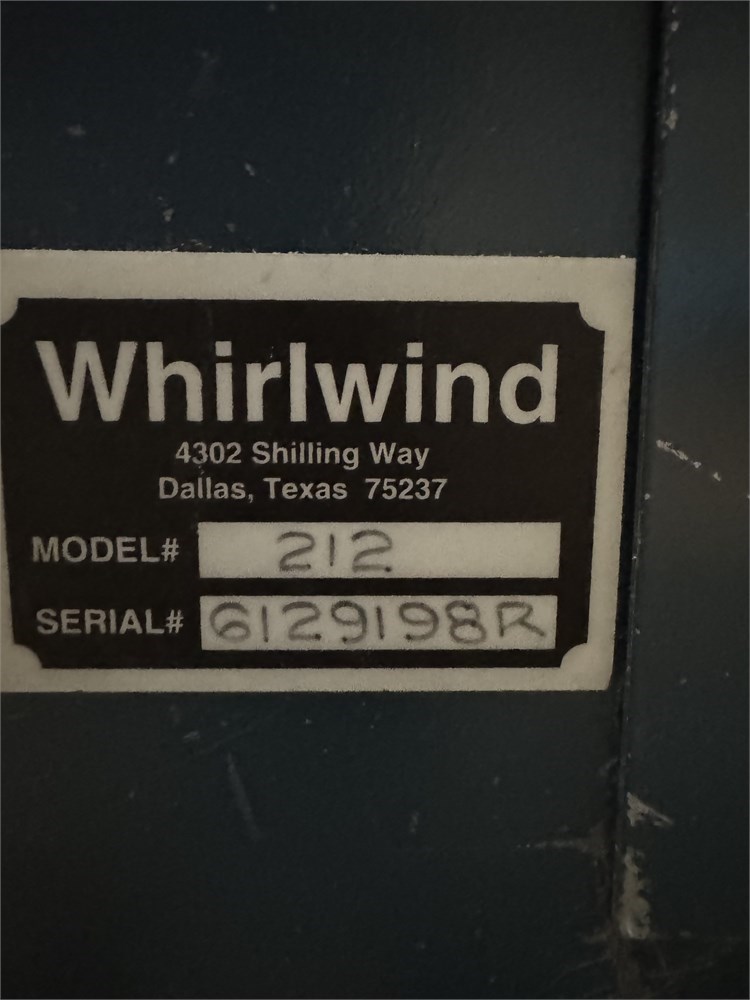 Whirlwind
4302 Shilling Way
Dallas, Texas 75237
MODEL# 212
SERIAL# 6129198R